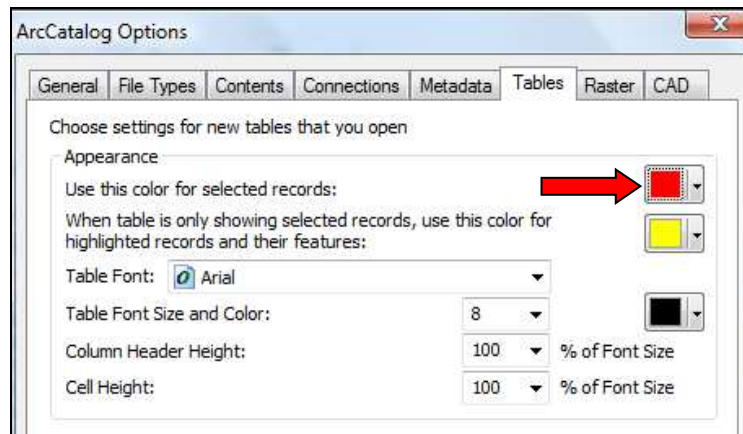 ArcCatalog Options
General File Types Contents Connections Metadata Tables Raster CAD
Choose settings for new tables that you open
Appearance
Use this color for selected records:
When table is only showing selected records, use this color for
highlighted records and their features:
Table Font: O Arial
Table Font Size and Color: 8
Column Header Height: 100 % of Font Size
Cell Height: 100 % of Font Size